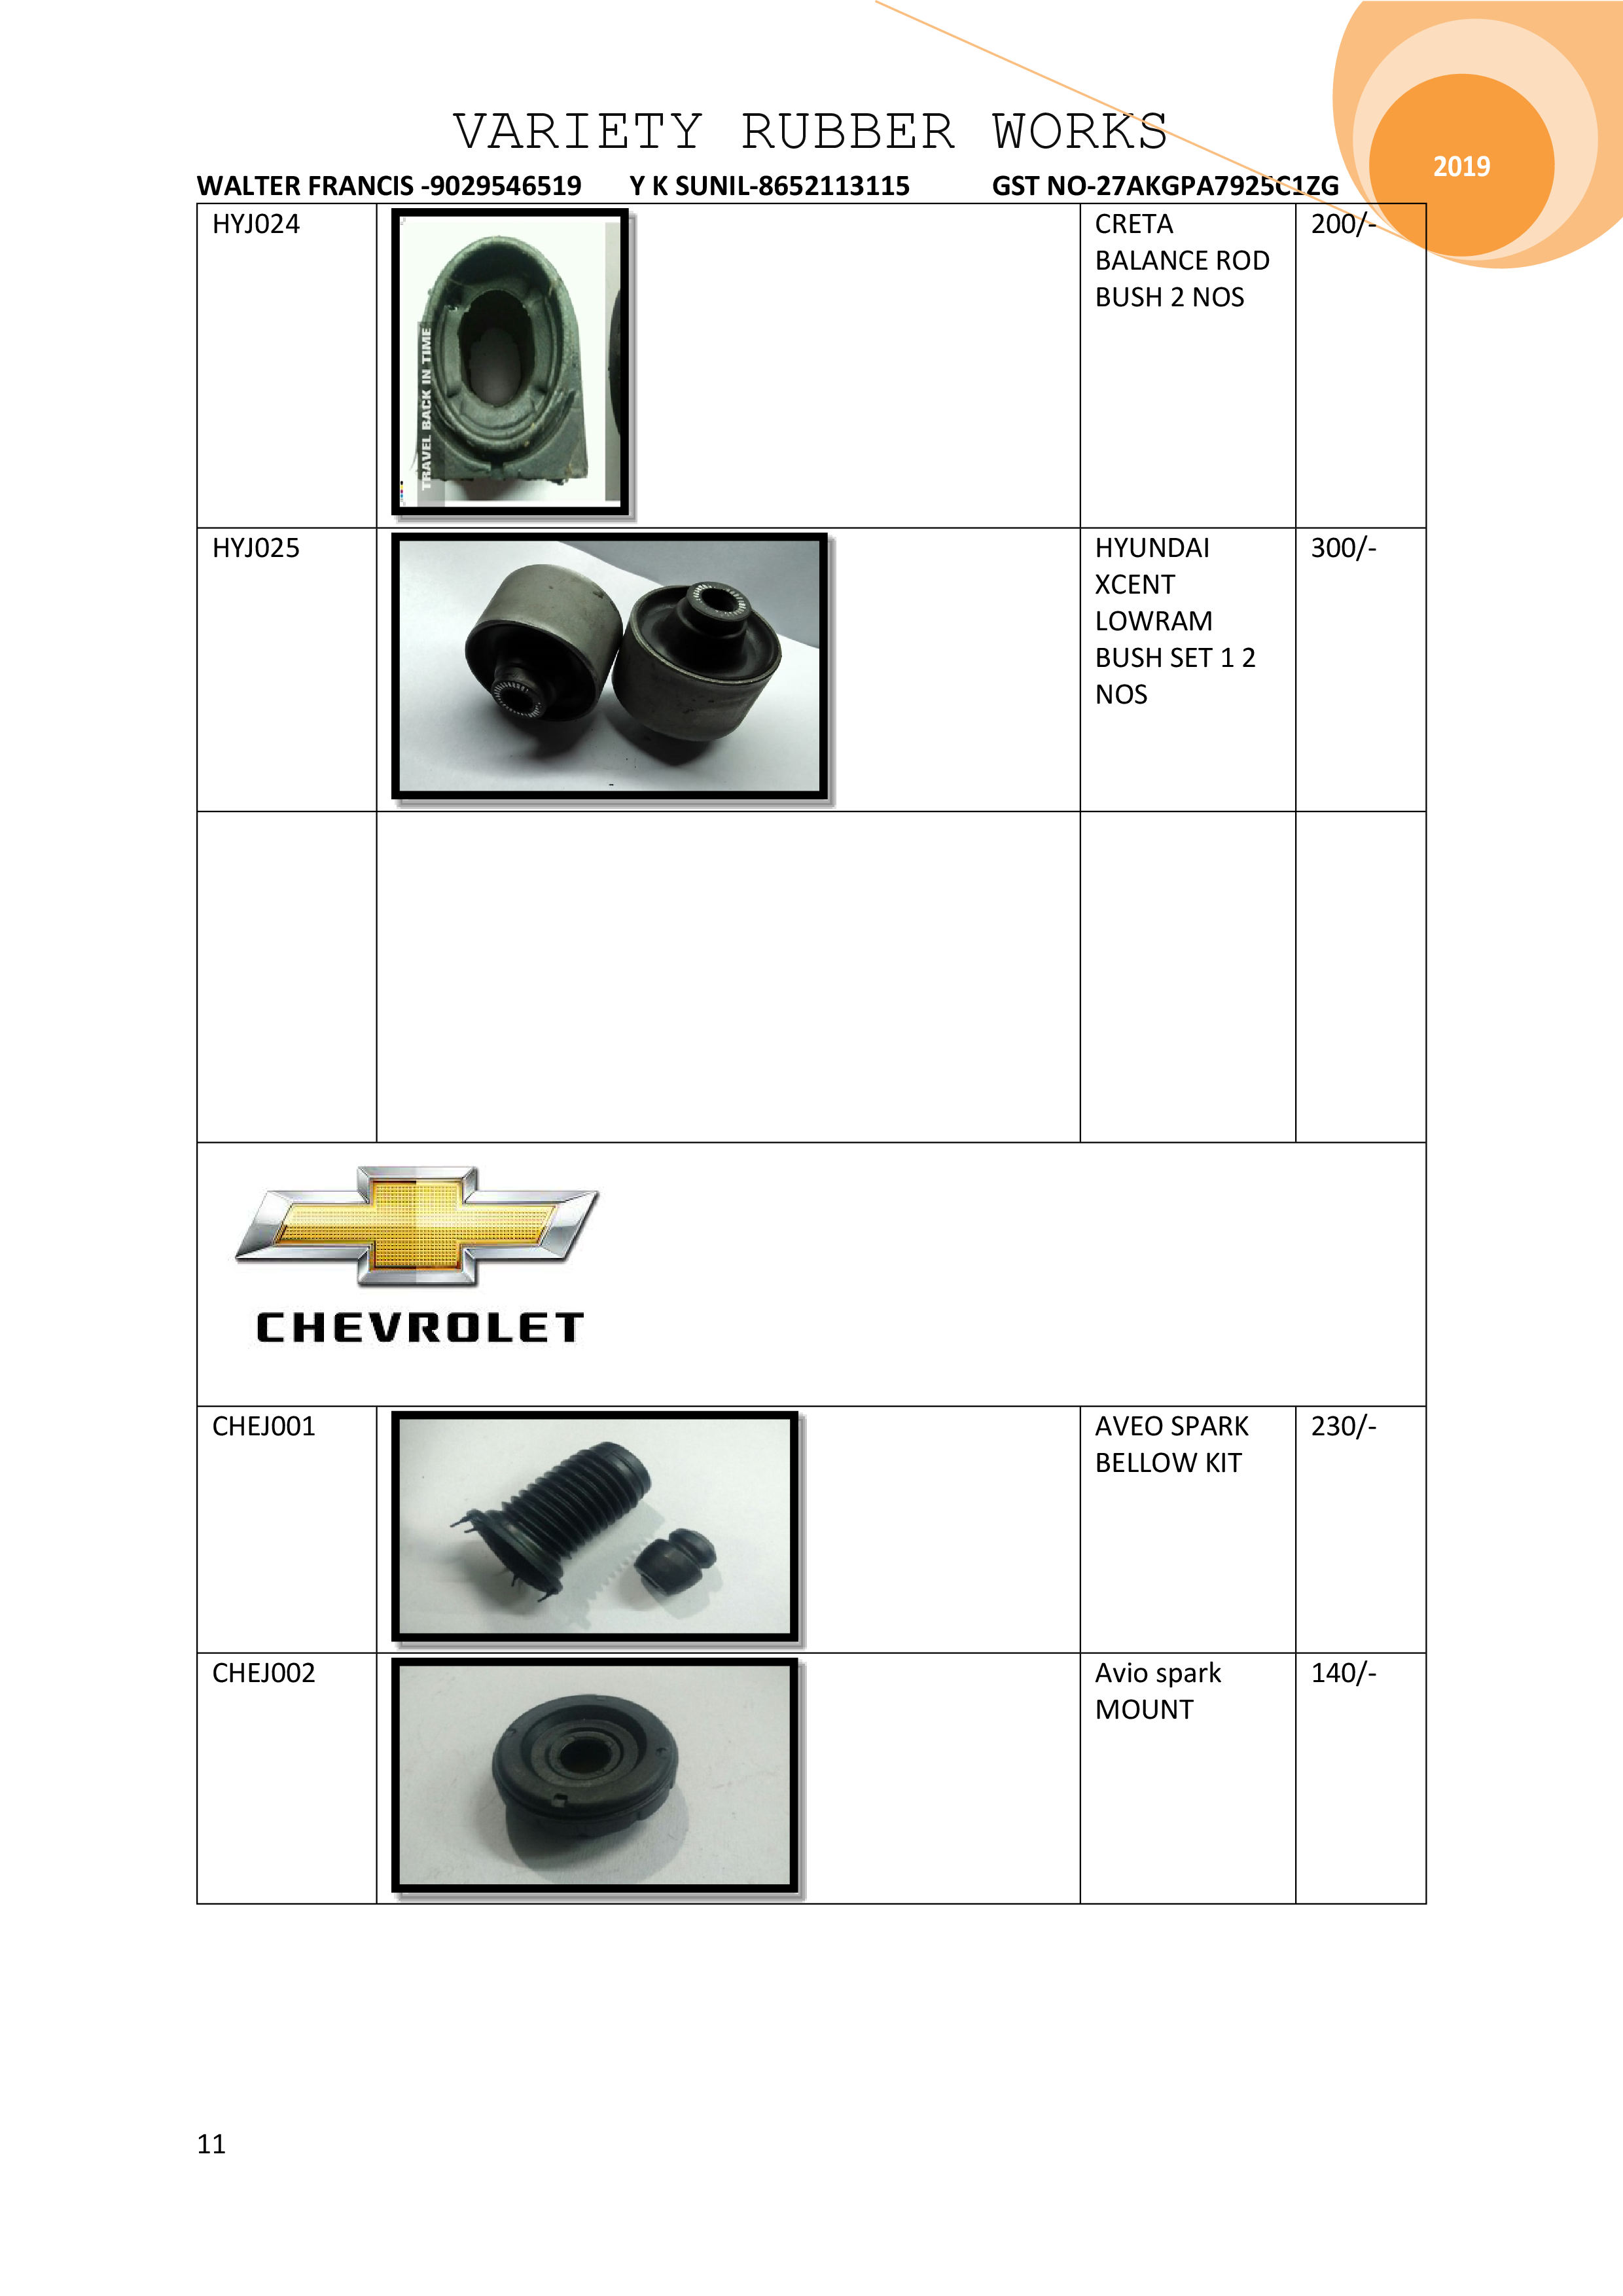 VARIETY RUBBER WORKS
2019
WALTER FRANCIS -9029546519 Y K SUNIL-8652113115 GST NO-27AKGPA7925C1ZG
HYJ024
TRAVEL BACK IN TIME
CRETA
BALANCE ROD
BUSH 2 NOS
200/-
HYJ025
HYUNDAI
XCENT
LOWRAM
BUSH SET 1 2
NOS
300/-
CHEVROLET
CHEJ001
AVEO SPARK
BELLOW KIT
230/-
CHEJ002
Avio spark
MOUNT
140/-
11